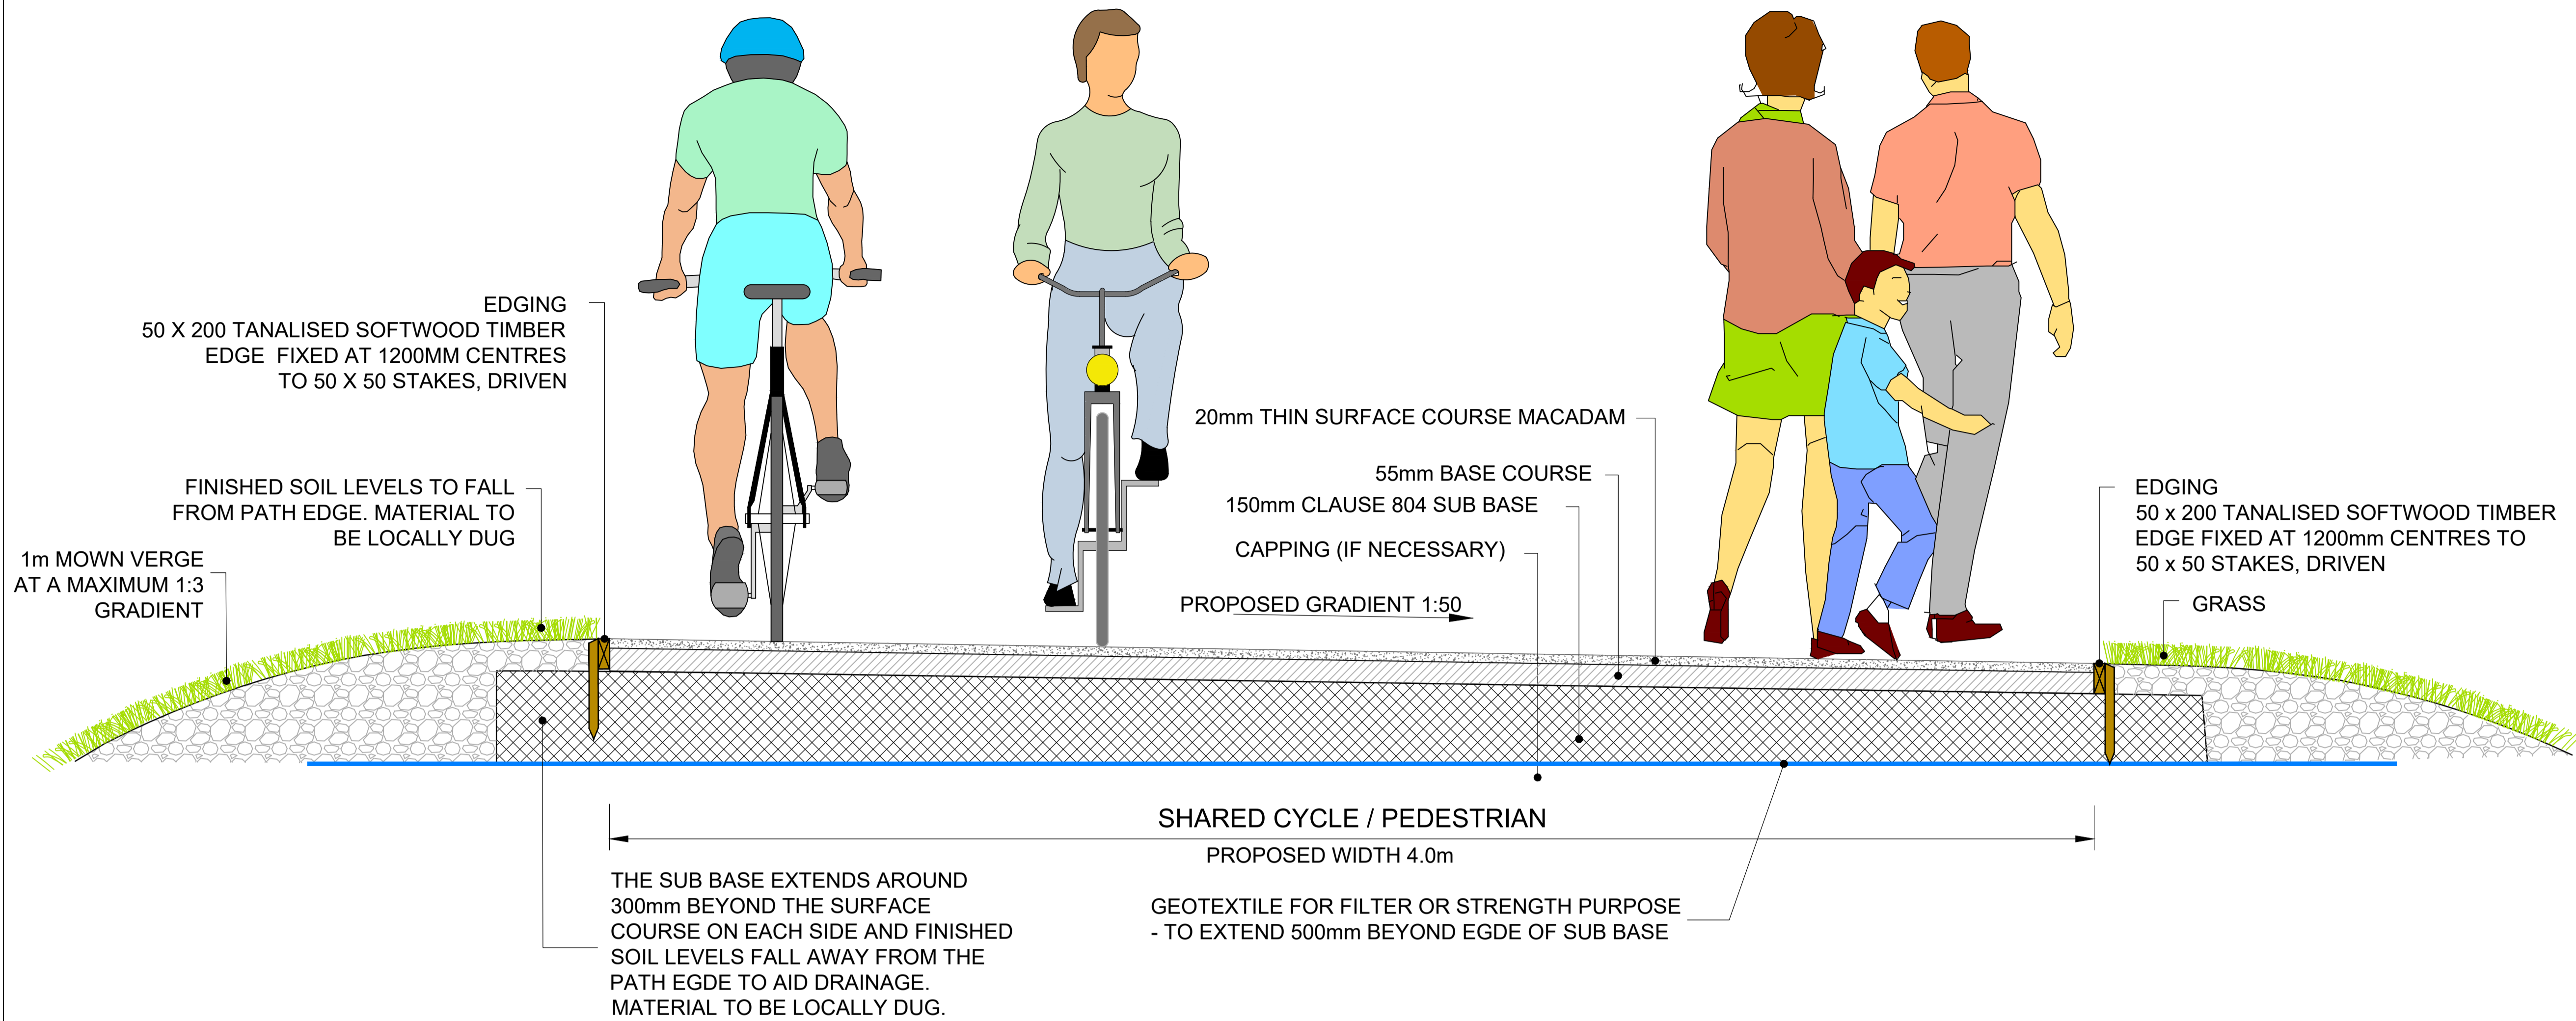 EDGING
50 X 200 TANALISED SOFTWOOD TIMBER
EDGE  FIXED AT 1200MM CENTRES
TO 50 X 50 STAKES, DRIVEN
FINISHED SOIL LEVELS TO FALL
FROM PATH EDGE. MATERIAL TO
BE LOCALLY DUG
1m MOWN VERGE
AT A MAXIMUM 1:3
GRADIENT
20mm THIN SURFACE COURSE MACADAM
55mm BASE COURSE
150mm CLAUSE 804 SUB BASE
CAPPING (IF NECESSARY)
PROPOSED GRADIENT 1:50
EDGING
50 x 200 TANALISED SOFTWOOD TIMBER
EDGE FIXED AT 1200mm CENTRES TO
50 x 50 STAKES, DRIVEN
GRASS
SHARED CYCLE / PEDESTRIAN
PROPOSED WIDTH 4.0m
THE SUB BASE EXTENDS AROUND
300mm BEYOND THE SURFACE
COURSE ON EACH SIDE AND FINISHED
SOIL LEVELS FALL AWAY FROM THE
PATH EGDE TO AID DRAINAGE.
MATERIAL TO BE LOCALLY DUG.
GEOTEXTILE FOR FILTER OR STRENGTH PURPOSE
- TO EXTEND 500mm BEYOND EGDE OF SUB BASE